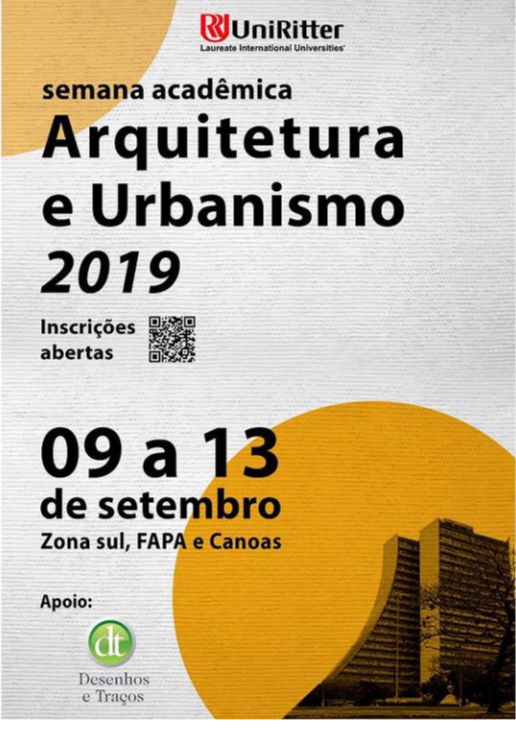 UniRitter
Laureate International Universities®
semana acadêmica
Arquitetura
e Urbanismo
2019
Inscrições
abertas
09 a 13
de setembro
Zona sul, FAPA e Canoas
Apoio:
dt
Desenhos
e Traços